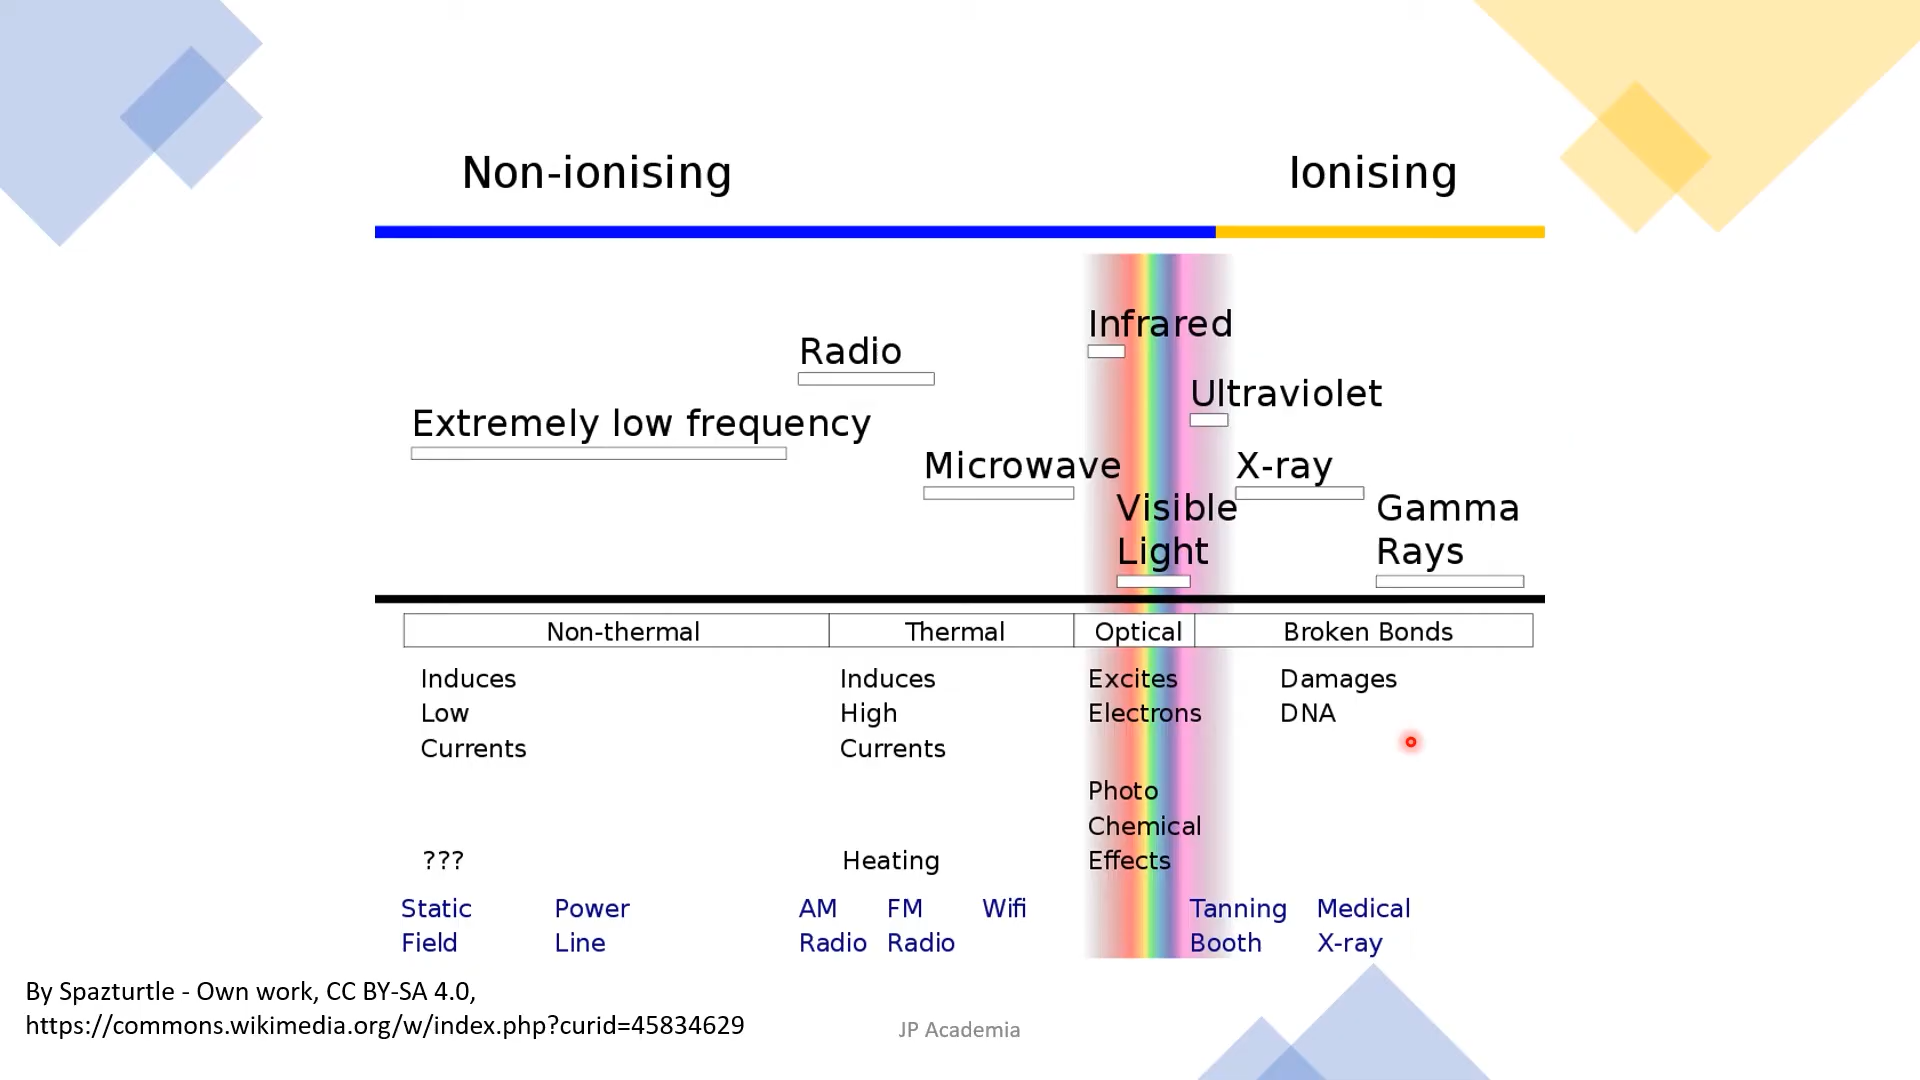 Non-ionising
Ionising
Infrared
Radio
Ultraviolet
Extremely low frequency
Microwave
X-ray
Visible
Light
Gamma
Rays
Non-thermal
Thermal
Optical
Broken Bonds
Induces
Low
Currents
Induces
High
Currents
Excites
Electrons
Damages
DNA
Photo
Chemical
Effects
???
Heating
Static
Field
Power
Line
AM
Radio
FM
Radio
Wifi
Tanning
Booth
Medical
X-ray
By Spazturtle - Own work, CC BY-SA 4.0,
https://commons.wikimedia.org/w/index.php?curid=45834629
JP Academia